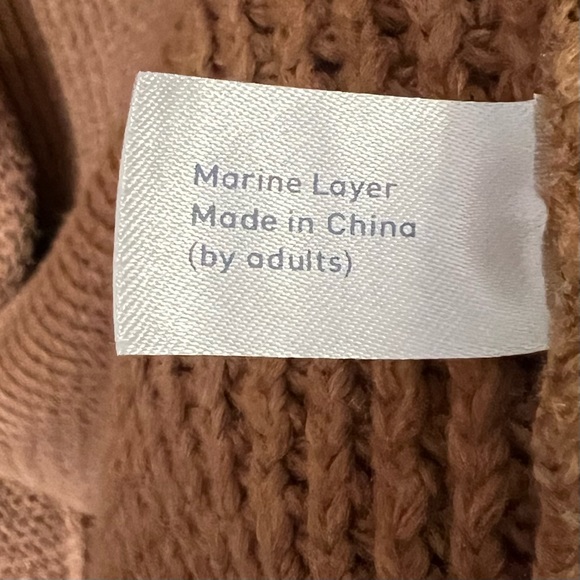 Marine Layer
Made in China
(by adults)